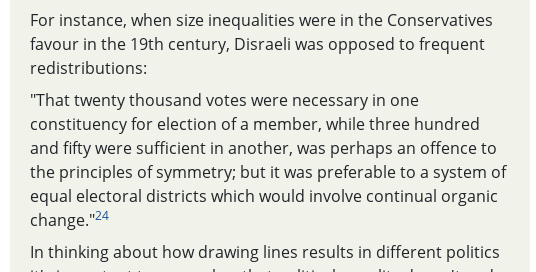 For instance, when size inequalities were in the Conservatives
favour in the 19th century, Disraeli was opposed to frequent
redistributions:
"That twenty thousand votes were necessary in one
constituency for election of a member, while three hundred
and fifty were sufficient in another, was perhaps an offence to
the principles of symmetry; but it was preferable to a system of
equal electoral districts which would involve continual organic
change."24
In thinking about how drawing lines results in different politics